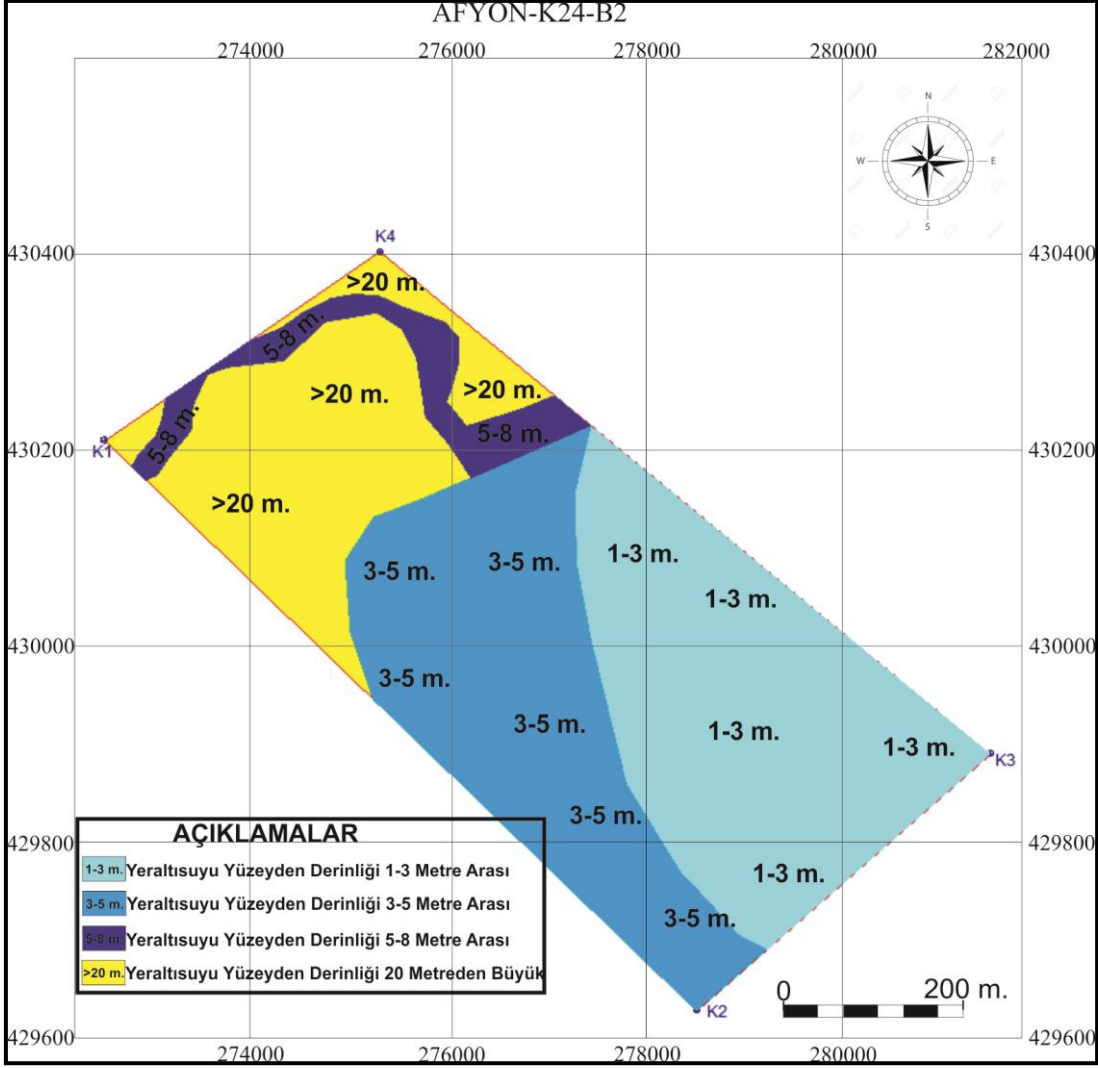 AFYON-K24-B2
274000 276000 278000 280000 282000
N
W E
S
K4
430400 430400
>20 m.
5-8 m.
>20 m. >20 m.
5-8 m.
5-8 m.
K1
430200 430200
>20 m.
1-3 m.
3-5 m. 3-5 m.
1-3 m.
430000 430000
3-5 m.
3-5 m. 1-3 m.
1-3 m.
K3
3-5 m.
AÇIKLAMALAR
429800 429800
1-3 m. Yeraltısuyu Yüzeyden Derinliği 1-3 Metre Arası
1-3 m.
3-5 m. Yeraltısuyu Yüzeyden Derinliği 3-5 Metre Arası
3-5 m.
5-8 m. Yeraltısuyu Yüzeyden Derinliği 5-8 Metre Arası
>20 m. Yeraltısuyu Yüzeyden Derinliği 20 Metreden Büyük
0 200 m.
K2
429600 429600
274000 276000 278000 280000